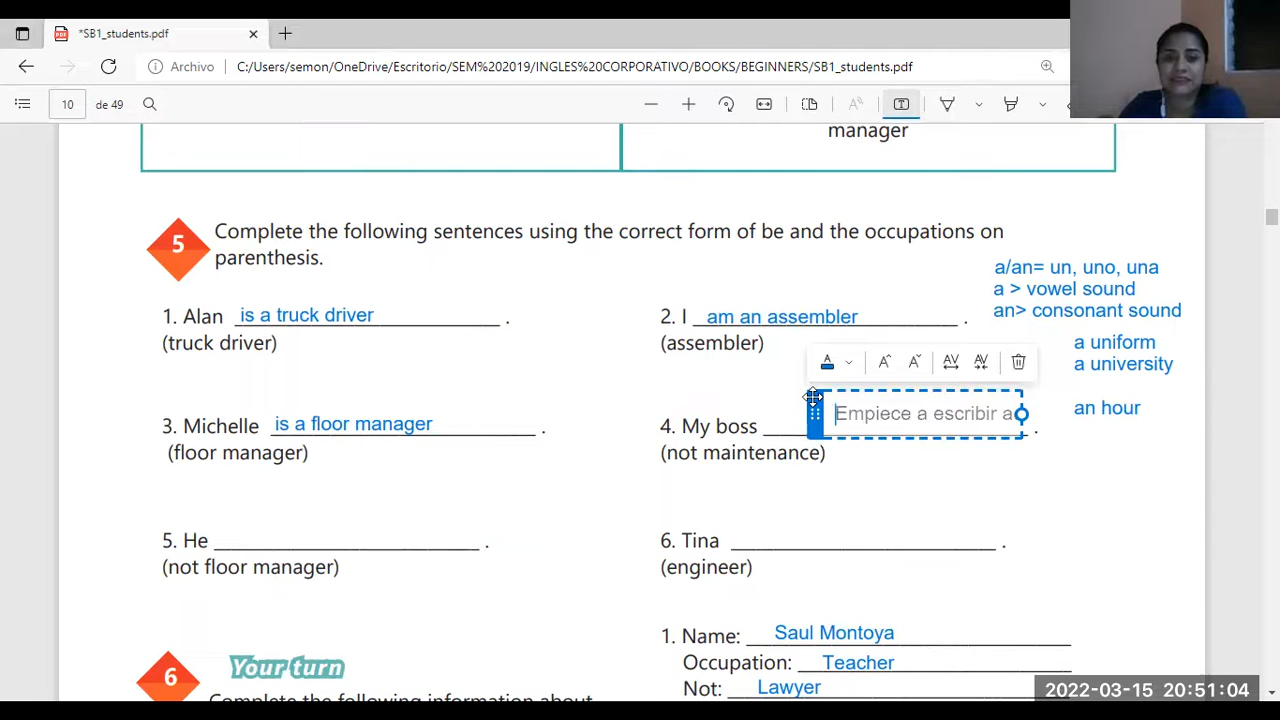 *SB1_students.pdf
Archivo
C:/Users/semon/OneDrive/Escritorio/SEM%202019/INGLES%20CORPORATIVO/BOOKS/BEGINNERS/SB1_students.pdf
10 de 49
manager
5 Complete the following sentences using the correct form of be and the occupations on
parenthesis.
a/an= un, uno, una
a > vowel sound
an> consonant sound
a uniform
a university
an hour
1. Alan is a truck driver .
(truck driver)
2. I am an assembler .
(assembler)
3. Michelle is a floor manager .
(floor manager)
4. My boss Empiece a escribir a .
(not maintenance)
5. He .
(not floor manager)
6. Tina .
(engineer)
6 Your turn
Complete the following information about
1. Name: Saul Montoya
Occupation: Teacher
Not: Lawyer
2022-03-15 20:51:04